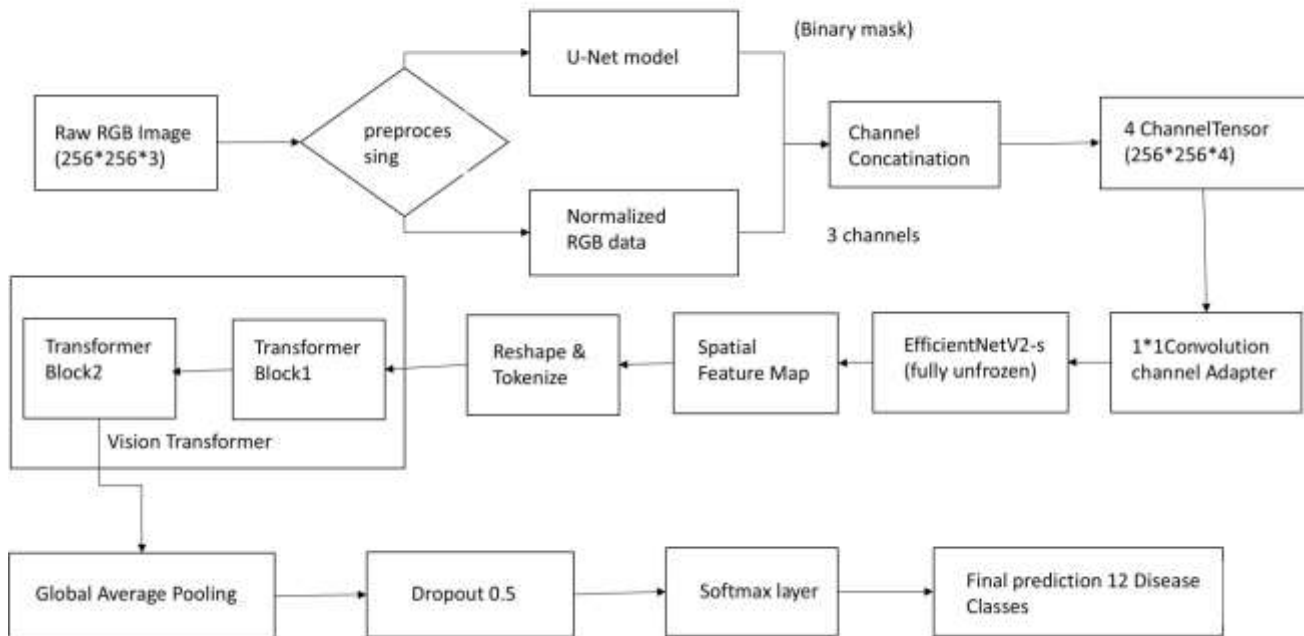 U-Net model
(Binary mask)
Raw RGB Image
(256*256*3)
preproces
sing
Channel
Concatination
4 ChannelTensor
(256*256*4)
Normalized
RGB data
3 channels
Transformer
Block2
Transformer
Block1
Vision Transformer
Reshape &
Tokenize
Spatial
Feature Map
EfficientNetV2-s
(fully unfrozen)
1*1Convolution
channel Adapter
Global Average Pooling
Dropout 0.5
Softmax layer
Final prediction 12 Disease
Classes